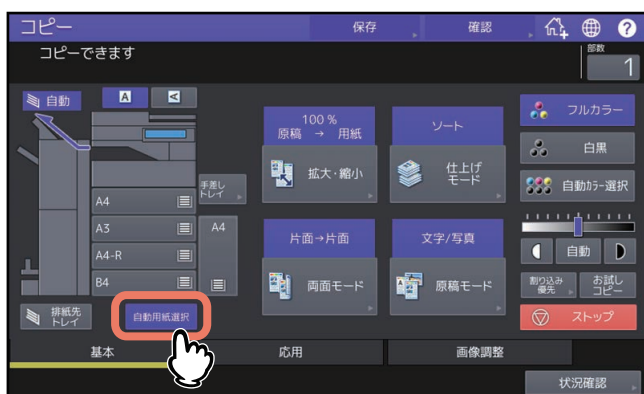 コピー
保存
確認
コピーできます
部数
1
自動
A
A
100 %
原稿 → 用紙
ソート
フルカラー
拡大・縮小
仕上げ
モード
白黒
手差し
トレイ
自動カラー選択
A4
A3
A4
A4-R
B4
片面→片面
文字/写真
自動
両面モード
原稿モード
割り込み
優先
お試し
コピー
排紙先
トレイ
自動用紙選択
ストップ
基本
応用
画像調整
状況確認